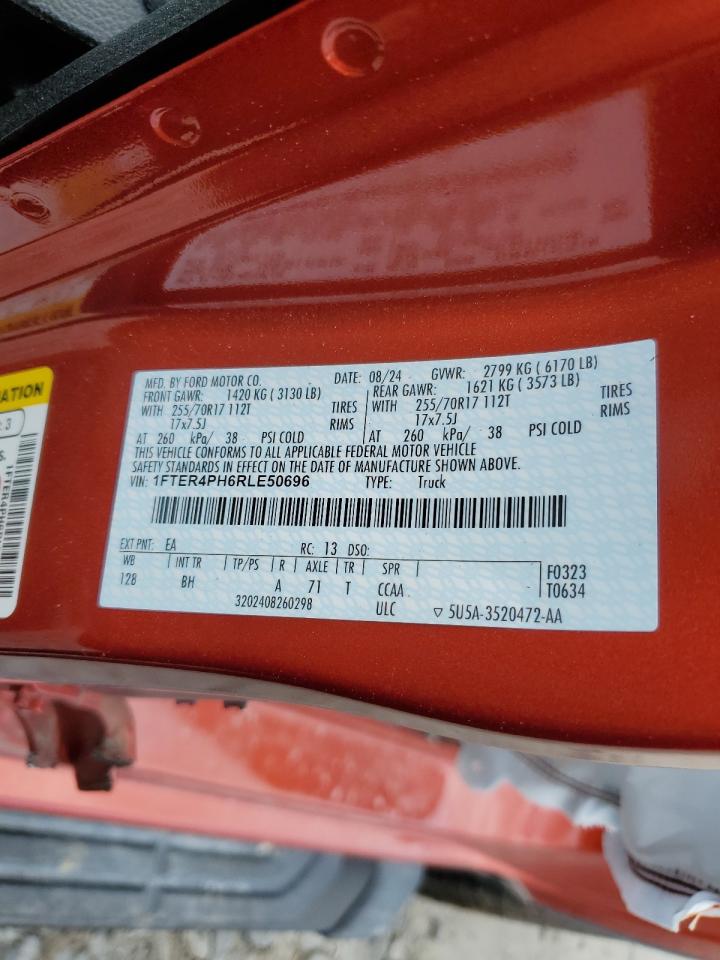 MFD. BY FORD MOTOR CO. DATE: 08/24 GVWR: 2799 KG ( 6170 LB)
FRONT GAWR: 1420 KG ( 3130 LB) REAR GAWR: 1621 KG ( 3573 LB)
WITH 255/70R17 112T TIRES WITH 255/70R17 112T TIRES
17x7.5J RIMS 17x7.5J RIMS
AT 260 kPa/ 38 PSI COLD AT 260 kPa/ 38 PSI COLD
THIS VEHICLE CONFORMS TO ALL APPLICABLE FEDERAL MOTOR VEHICLE
SAFETY STANDARDS IN EFFECT ON THE DATE OF MANUFACTURE SHOWN ABOVE.
VIN: 1FTER4PH6RLE50696 TYPE: Truck
EXT PNT: EA RC: 13 DSO:
WB INT TR TP/PS R AXLE TR SPR
128 BH A 71 T CCAA F0323
T0634
3202408260298 ULC ▽ 5U5A-3520472-AA
ATION
: 3
S.